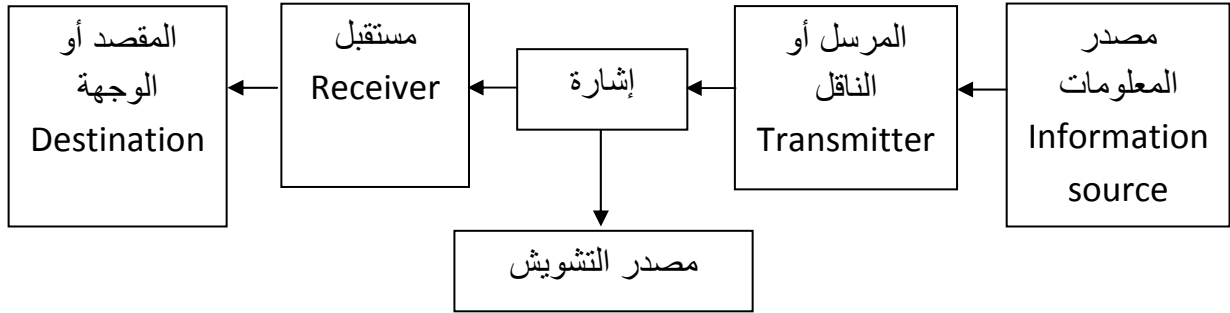 مصدر
المعلومات
Information
source
المرسل أو
الناقل
Transmitter
إشارة
مستقبل
Receiver
المقصد أو
الوجهة
Destination
مصدر التشويش